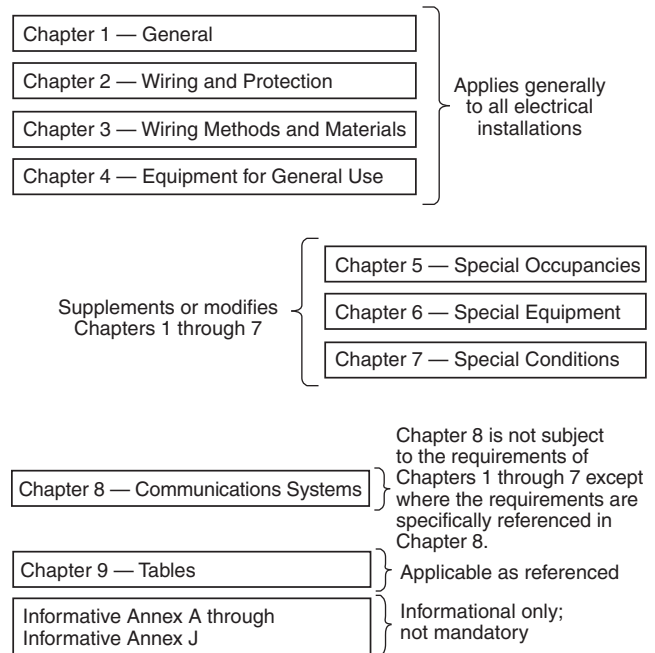 Chapter 1 — General
Chapter 2 — Wiring and Protection
Chapter 3 — Wiring Methods and Materials
Chapter 4 — Equipment for General Use
Applies generally
to all electrical
installations
Supplements or modifies
Chapters 1 through 7
Chapter 5 — Special Occupancies
Chapter 6 — Special Equipment
Chapter 7 — Special Conditions
Chapter 8 — Communications Systems
Chapter 8 is not subject
to the requirements of
Chapters 1 through 7 except
where the requirements are
specifically referenced in
Chapter 8.
Chapter 9 — Tables
Applicable as referenced
Informative Annex A through
Informative Annex J
Informational only;
not mandatory